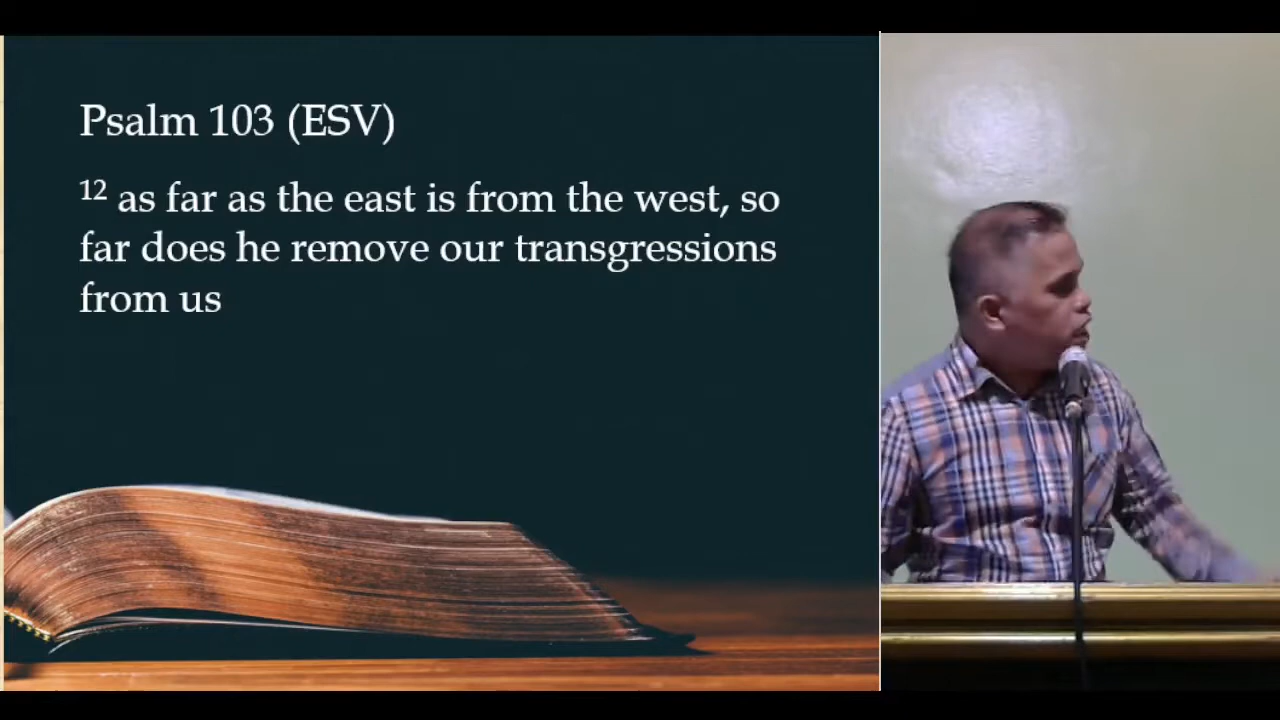 Psalm 103 (ESV)
12 as far as the east is from the west, so
far does he remove our transgressions
from us